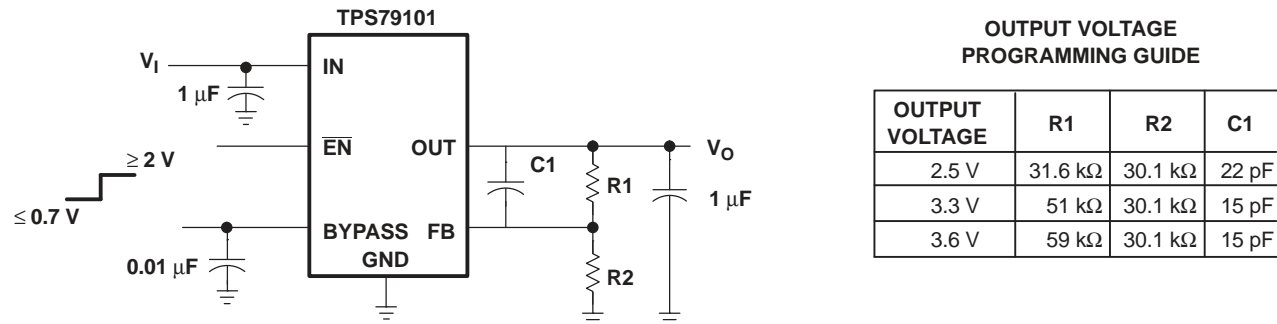 TPS79101
V_I
IN
1 µF
EN
OUT
≥ 2 V
≤ 0.7 V
C1
R1
V_O
1 µF
BYPASS FB
0.01 µF
GND
R2
OUTPUT VOLTAGE
PROGRAMMING GUIDE
OUTPUT
VOLTAGE R1 R2 C1
2.5 V 31.6 kΩ 30.1 kΩ 22 pF
3.3 V 51 kΩ 30.1 kΩ 15 pF
3.6 V 59 kΩ 30.1 kΩ 15 pF